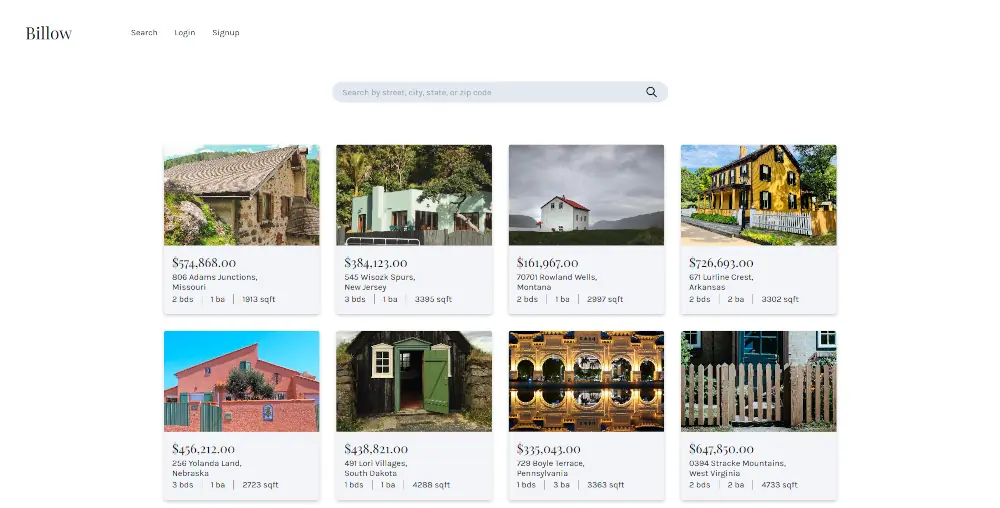 Billow
Search Login Signup
Search by street, city, state, or zip code
$574,868.00
806 Adams Junctions,
Missouri
2 bds | 1 ba | 1913 sqft
$384,123.00
545 Wisozk Spurs,
New Jersey
3 bds | 1 ba | 3395 sqft
$161,967.00
70701 Rowland Wells,
Montana
2 bds | 1 ba | 2997 sqft
$726,693.00
671 Lurline Crest,
Arkansas
2 bds | 2 ba | 3302 sqft
$456,212.00
256 Yolanda Land,
Nebraska
3 bds | 1 ba | 2723 sqft
$438,821.00
491 Lori Villages,
South Dakota
1 bds | 1 ba | 4288 sqft
$335,043.00
729 Boyle Terrace,
Pennsylvania
1 bds | 3 ba | 3363 sqft
$647,850.00
0394 Stracke Mountains,
West Virginia
2 bds | 2 ba | 4733 sqft